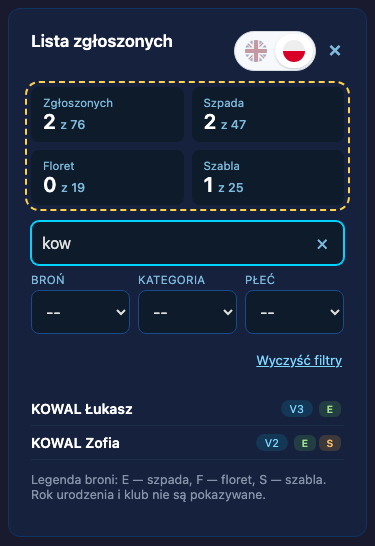 Lista zgłoszonych
×
Zgłoszonych
2 z 76
Szpada
2 z 47
Floret
0 z 19
Szabla
1 z 25
kow
×
BROŃ
KATEGORIA
PŁEĆ
--
--
--
Wyczyść filtry
KOWAL Łukasz V3 E
KOWAL Zofia V2 E S
Legenda broni: E — szpada, F — floret, S — szabla.
Rok urodzenia i klub nie są pokazywane.